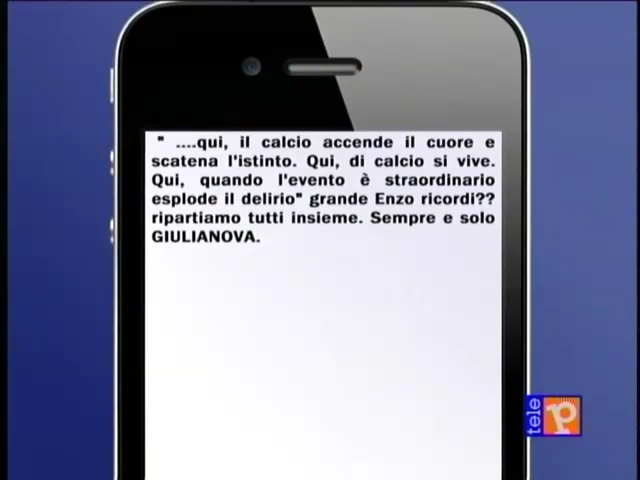 " ....qui, il calcio accende il cuore e
scatena l'istinto. Qui, di calcio si vive.
Qui, quando l'evento è straordinario
esplode il delirio" grande Enzo ricordi??
ripartiamo tutti insieme. Sempre e solo
GIULIANOVA.
tele p